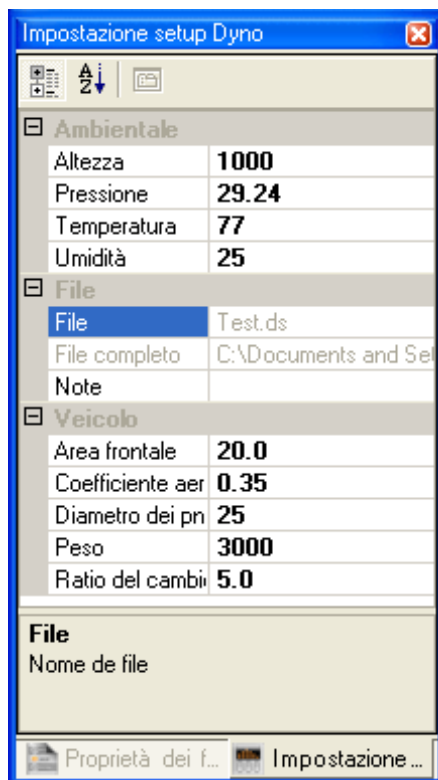 Impostazione setup Dyno
Ambientale
Altezza 1000
Pressione 29.24
Temperatura 77
Umidità 25
File
File Test.ds
File completo C:\Documents and Set
Note
Veicolo
Area frontale 20.0
Coefficiente aer 0.35
Diametro dei pn 25
Peso 3000
Ratio del cambi 5.0
File
Nome de file
Proprietà dei f... Impostazione ...